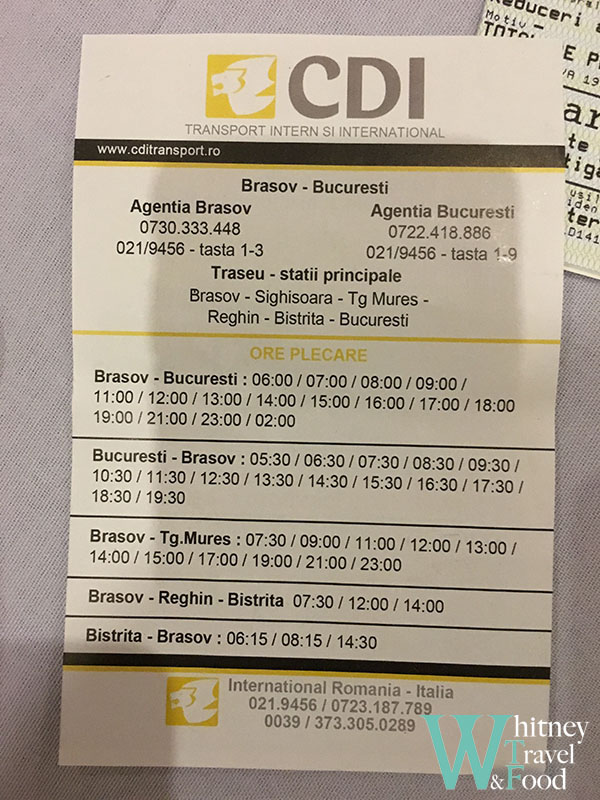 CDI
TRANSPORT INTERN SI INTERNATIONAL
www.cditransport.ro
Brasov - Bucuresti
Agentia Brasov
0730.333.448
021/9456 - tasta 1-3
Agentia Bucuresti
0722.418.886
021/9456 - tasta 1-9
Traseu - statii principale
Brasov - Sighisoara - Tg Mures -
Reghin - Bistrita - Bucuresti
ORE PLECARE
Brasov - Bucuresti : 06:00 / 07:00 / 08:00 / 09:00 /
11:00 / 12:00 / 13:00 / 14:00 / 15:00 / 16:00 / 17:00 / 18:00
19:00 / 21:00 / 23:00 / 02:00
Bucuresti - Brasov : 05:30 / 06:30 / 07:30 / 08:30 / 09:30 /
10:30 / 11:30 / 12:30 / 13:30 / 14:30 / 15:30 / 16:30 / 17:30 /
18:30 / 19:30
Brasov - Tg.Mures : 07:30 / 09:00 / 11:00 / 12:00 / 13:00 /
14:00 / 15:00 / 17:00 / 19:00 / 21:00 / 23:00
Brasov - Reghin - Bistrita 07:30 / 12:00 / 14:00
Bistrita - Brasov : 06:15 / 08:15 / 14:30
International Romania - Italia
021.9456 / 0723.187.789
0039 / 373.305.0289
Reduceri
Motiv
Whitney
Travel
&Food